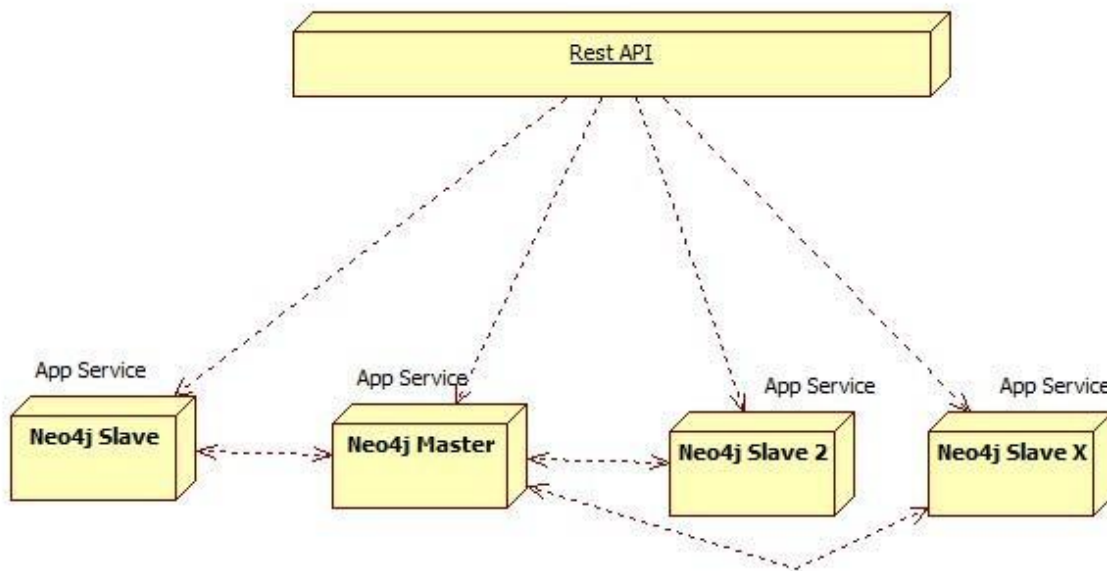 Rest API
App Service
App Service
App Service
App Service
Neo4j Slave
Neo4j Master
Neo4j Slave 2
Neo4j Slave X